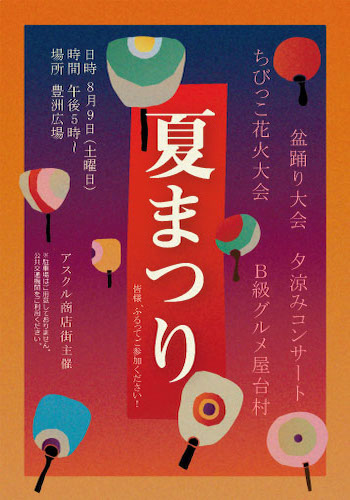 夏まつり
皆様、ふるってご参加ください！
ちびっこ花火大会
盆踊り大会
夕涼みコンサート
B級グルメ屋台村
日時 8月9日(土曜日)
時間 午後5時〜
場所 豊洲広場
アスクル商店街主催
※駐車場はご用意しておりません。
公共交通機関をご利用ください。